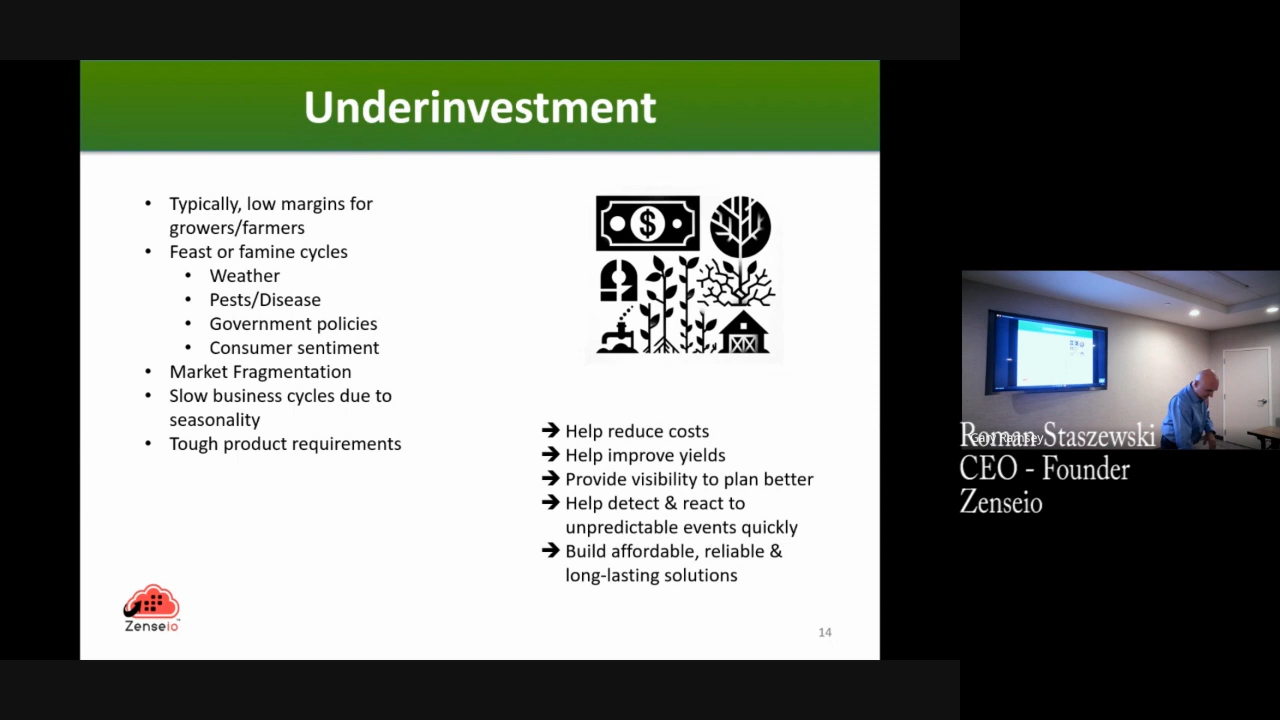 Underinvestment
• Typically, low margins for
growers/farmers
• Feast or famine cycles
• Weather
• Pests/Disease
• Government policies
• Consumer sentiment
• Market Fragmentation
• Slow business cycles due to
seasonality
• Tough product requirements
$
➔ Help reduce costs
➔ Help improve yields
➔ Provide visibility to plan better
➔ Help detect & react to
unpredictable events quickly
➔ Build affordable, reliable &
long-lasting solutions
Zenseio
14
Gary Ramsey
Roman Staszewski
CEO - Founder
Zenseio